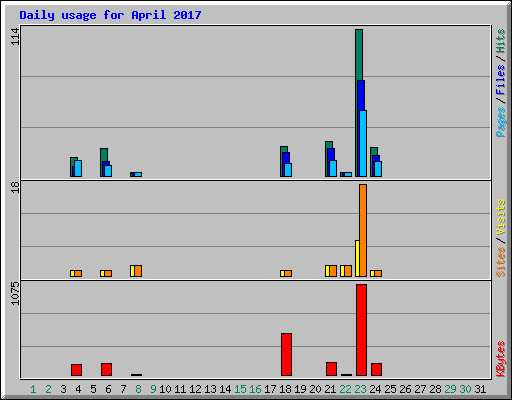 Daily usage for April 2017
114
18
1075
Pages / Files / Hits
Sites / Visits
KBytes
1 2 3 4 5 6 7 8 9 10 11 12 13 14 15 16 17 18 19 20 21 22 23 24 25 26 27 28 29 30 31